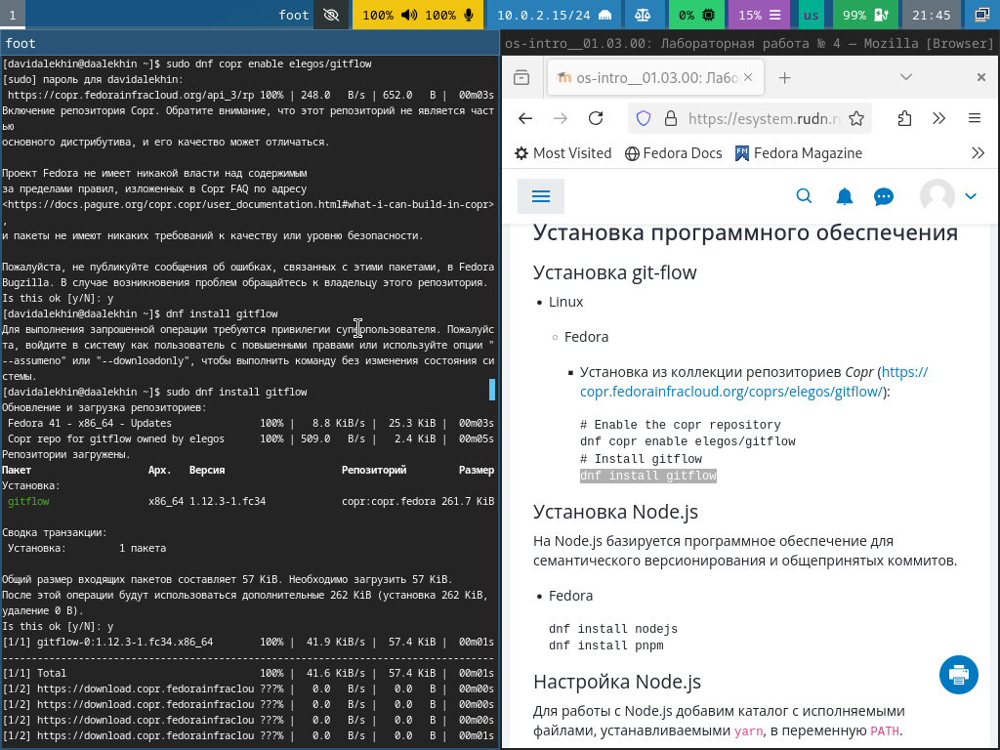 1
foot
100%
100%
10.0.2.15/24
0%
15%
us
99%
21:45
foot
[davidalekhin@daalekhin ~]$ sudo dnf copr enable elegos/gitflow
[sudo] пароль для davidalekhin:
https://copr.fedorainfracloud.org/api_3/rp 100% | 248.0   B/s | 652.0   B |  00m03s
Включение репозитория Copr. Обратите внимание, что этот репозиторий не является част
ью
основного дистрибутива, и его качество может отличаться.
Проект Fedora не имеет никакой власти над содержимым
за пределами правил, изложенных в Copr FAQ по адресу
<https://docs.pagure.org/copr.copr/user_documentation.html#what-i-can-build-in-copr>
,
и пакеты не имеют никаких требований к качеству или уровню безопасности.
Пожалуйста, не публикуйте сообщения об ошибках, связанных с этими пакетами, в Fedora
Bugzilla. В случае возникновения проблем обращайтесь к владельцу этого репозитория.
Is this ok [y/N]: y
[davidalekhin@daalekhin ~]$ dnf install gitflow
Для выполнения запрошенной операции требуются привилегии суперпользователя. Пожалуйс
та, войдите в систему как пользователь с повышенными правами или используйте опции "
--assumeno" или "--downloadonly", чтобы выполнить команду без изменения состояния си
стемы.
[davidalekhin@daalekhin ~]$ sudo dnf install gitflow
Обновление и загрузка репозиториев:
Fedora 41 - x86_64 - Updates 100% |   8.8 KiB/s |  25.3 KiB |  00m03s
Copr repo for gitflow owned by elegos 100% | 509.0   B/s |   2.4 KiB |  00m05s
Репозитории загружены.
Пакет Арх. Версия Репозиторий Размер
Установка:
gitflow x86_64 1.12.3-1.fc34 copr:copr.fedora 261.7 KiB
Сводка транзакции:
Установка: 1 пакета
Общий размер входящих пакетов составляет 57 KiB. Необходимо загрузить 57 KiB.
После этой операции будут использоваться дополнительные 262 KiB (установка 262 KiB,
удаление 0 B).
Is this ok [y/N]: y
[1/1] gitflow-0:1.12.3-1.fc34.x86_64 100% |  41.9 KiB/s |  57.4 KiB |  00m01s
------------------------------------------------------------------------------------
[1/1] Total 100% |  41.6 KiB/s |  57.4 KiB |  00m01s
[1/2] https://download.copr.fedorainfraclou ???% |   0.0   B/s |   0.0   B |  00m00s
[1/2] https://download.copr.fedorainfraclou ???% |   0.0   B/s |   0.0   B |  00m00s
[1/2] https://download.copr.fedorainfraclou ???% |   0.0   B/s |   0.0   B |  00m00s
[1/2] https://download.copr.fedorainfraclou ???% |   0.0   B/s |   0.0   B |  00m01s
os-intro__01.03.00: Лабораторная работа № 4 — Mozilla [Browser]
os-intro__01.03.00: Лабо
https://esystem.rudn.r
Most Visited
Fedora Docs
FM Fedora Magazine
Установка программного обеспечения
Установка git-flow
Linux
Fedora
Установка из коллекции репозиториев Copr (https://
copr.fedorainfracloud.org/coprs/elegos/gitflow/):
# Enable the copr repository
dnf copr enable elegos/gitflow
# Install gitflow
dnf install gitflow
Установка Node.js
На Node.js базируется программное обеспечение для
семантического версионирования и общепринятых коммитов.
Fedora
dnf install nodejs
dnf install pnpm
Настройка Node.js
Для работы с Node.js добавим каталог с исполняемыми
файлами, устанавливаемыми yarn, в переменную PATH.